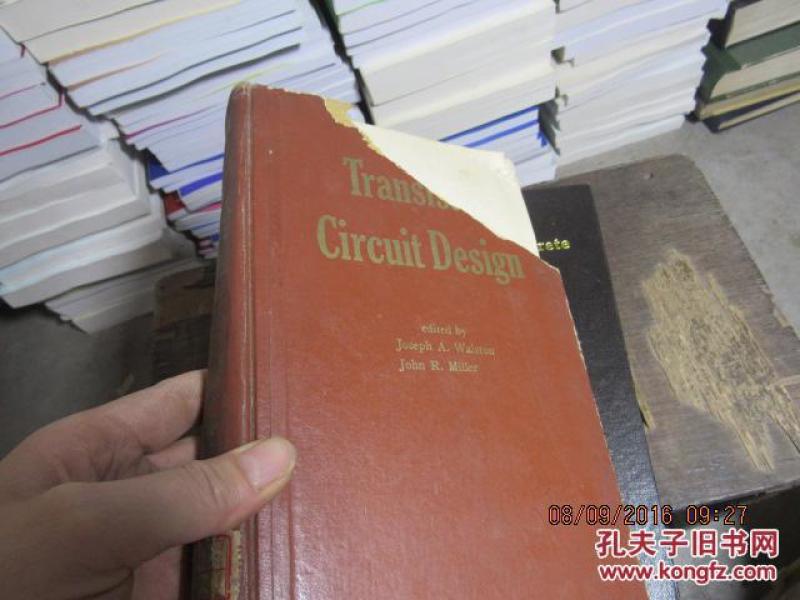 Circuit Design
edited by
Joseph A. Walston
John R. Miller
08/09/2016 09:27
孔夫子旧书网
www.kongfz.com